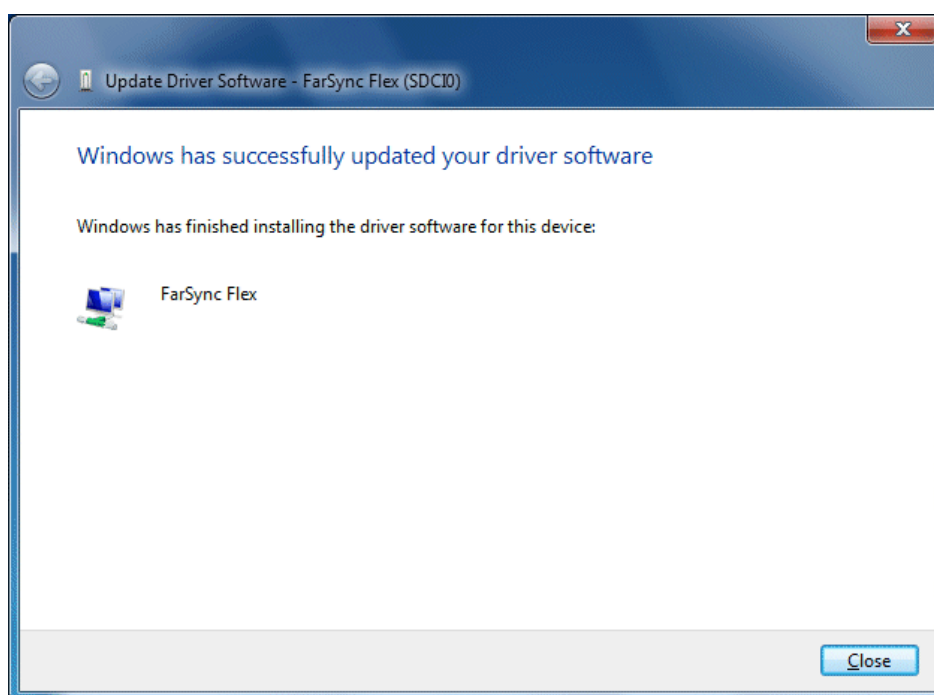 Update Driver Software - FarSync Flex (SDCI0)
Windows has successfully updated your driver software
Windows has finished installing the driver software for this device:
FarSync Flex
Close